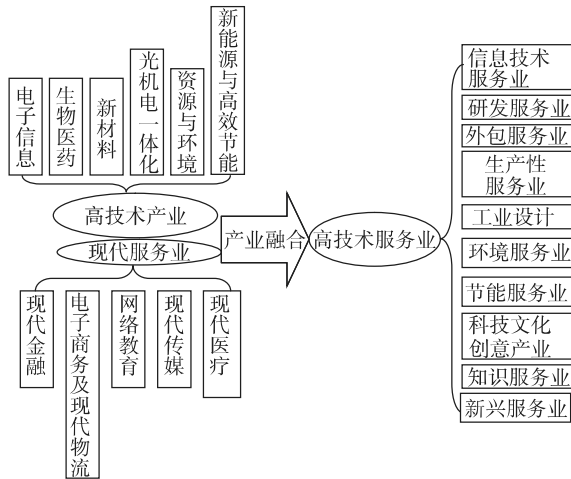 电子信息
生物医药
新材料
光机电一体化
资源与环境
新能源与高效节能
高技术产业
现代服务业
现代金融
电子商务及现代物流
网络教育
现代传媒
现代医疗
产业融合
高技术服务业
信息技术
服务业
研发服务业
外包服务业
生产性
服务业
工业设计
环境服务业
节能服务业
科技文化
创意产业
知识服务业
新兴服务业